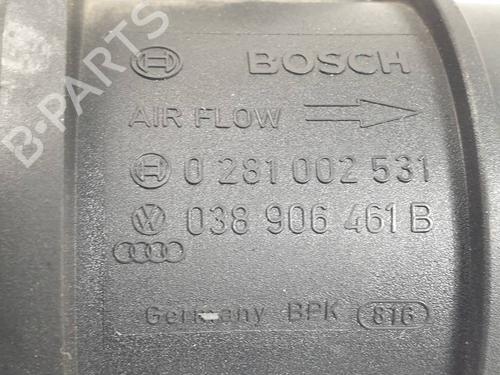 BOSCH
AIR FLOW
0 281 002 531
038 906 461 B
Germany BPK 816
B-PARTS